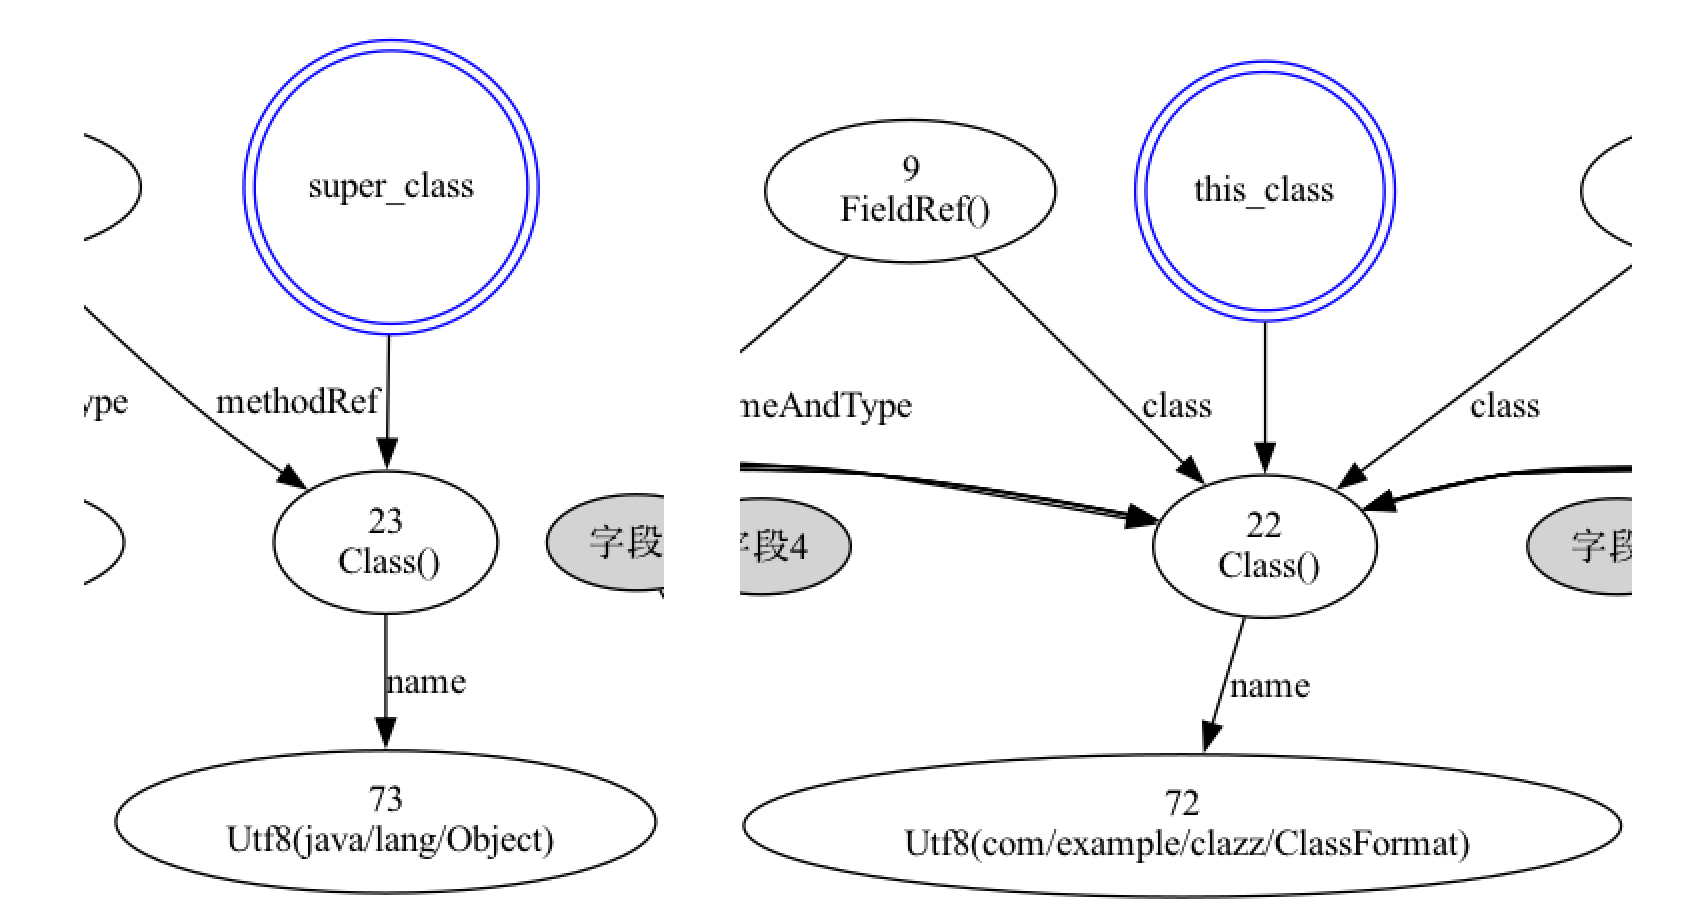 super_class
ype
methodRef
23
Class()
字段
name
73
Utf8(java/lang/Object)
9
FieldRef()
this_class
meAndType
class
class
字段4
22
Class()
字段
name
72
Utf8(com/example/clazz/ClassFormat)